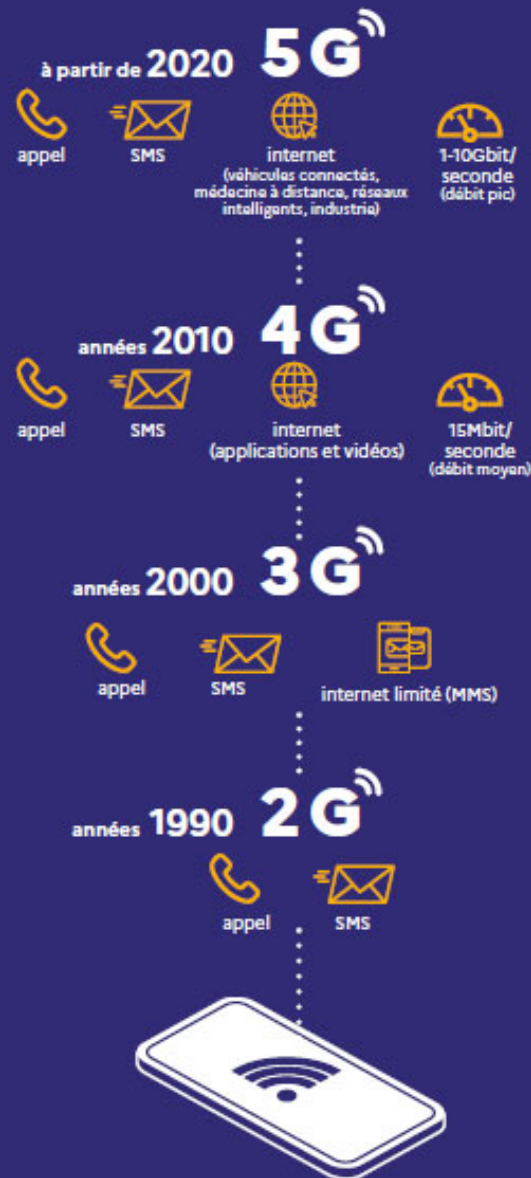 à partir de 2020 5G
appel
SMS
internet
(véhicules connectés,
médecine à distance, réseaux
intelligents, industrie)
1-10Gbit/
seconde
(débit pic)
années 2010 4G
appel
SMS
internet
(applications et vidéos)
15Mbit/
seconde
(débit moyen)
années 2000 3G
appel
SMS
internet limité (MMS)
années 1990 2G
appel
SMS